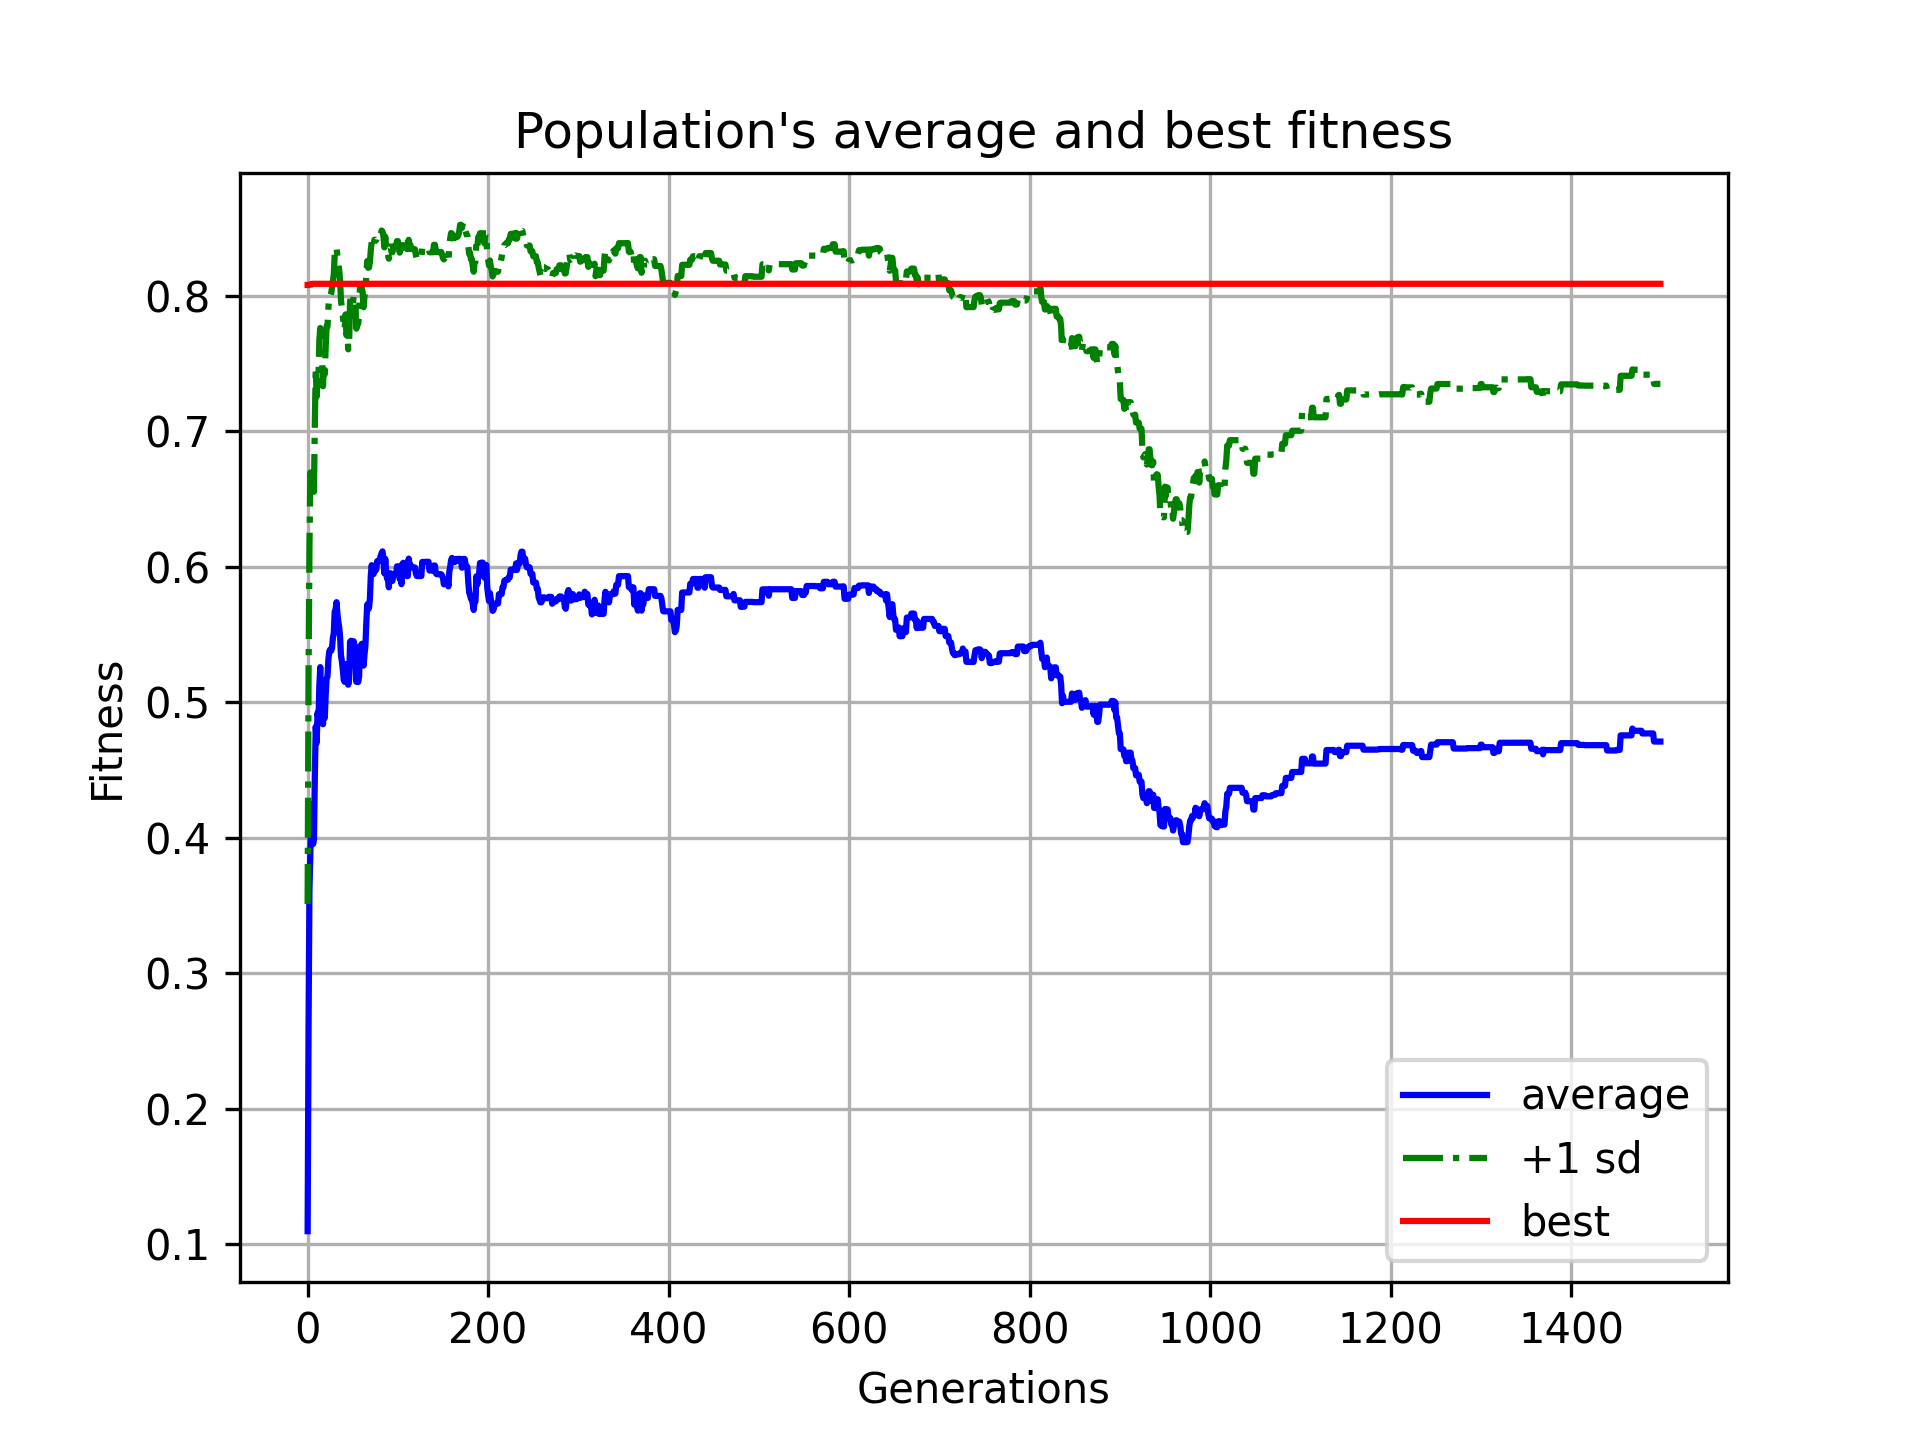 Population's average and best fitness
Fitness
0.8
0.7
0.6
0.5
0.4
0.3
0.2
0.1
average
+1 sd
best
0 200 400 600 800 1000 1200 1400
Generations